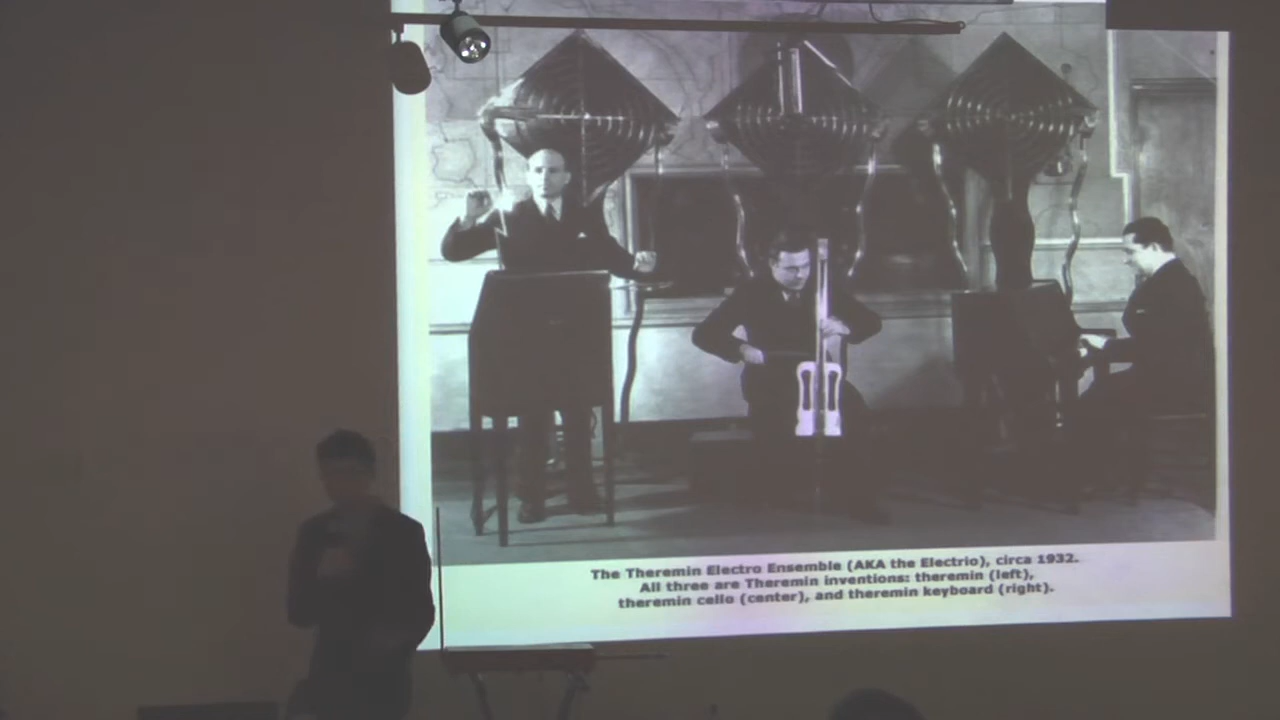 The Theremin Electro Ensemble (AKA the Electrio), circa 1932.
All three are Theremin inventions: theremin (left),
theremin cello (center), and theremin keyboard (right).